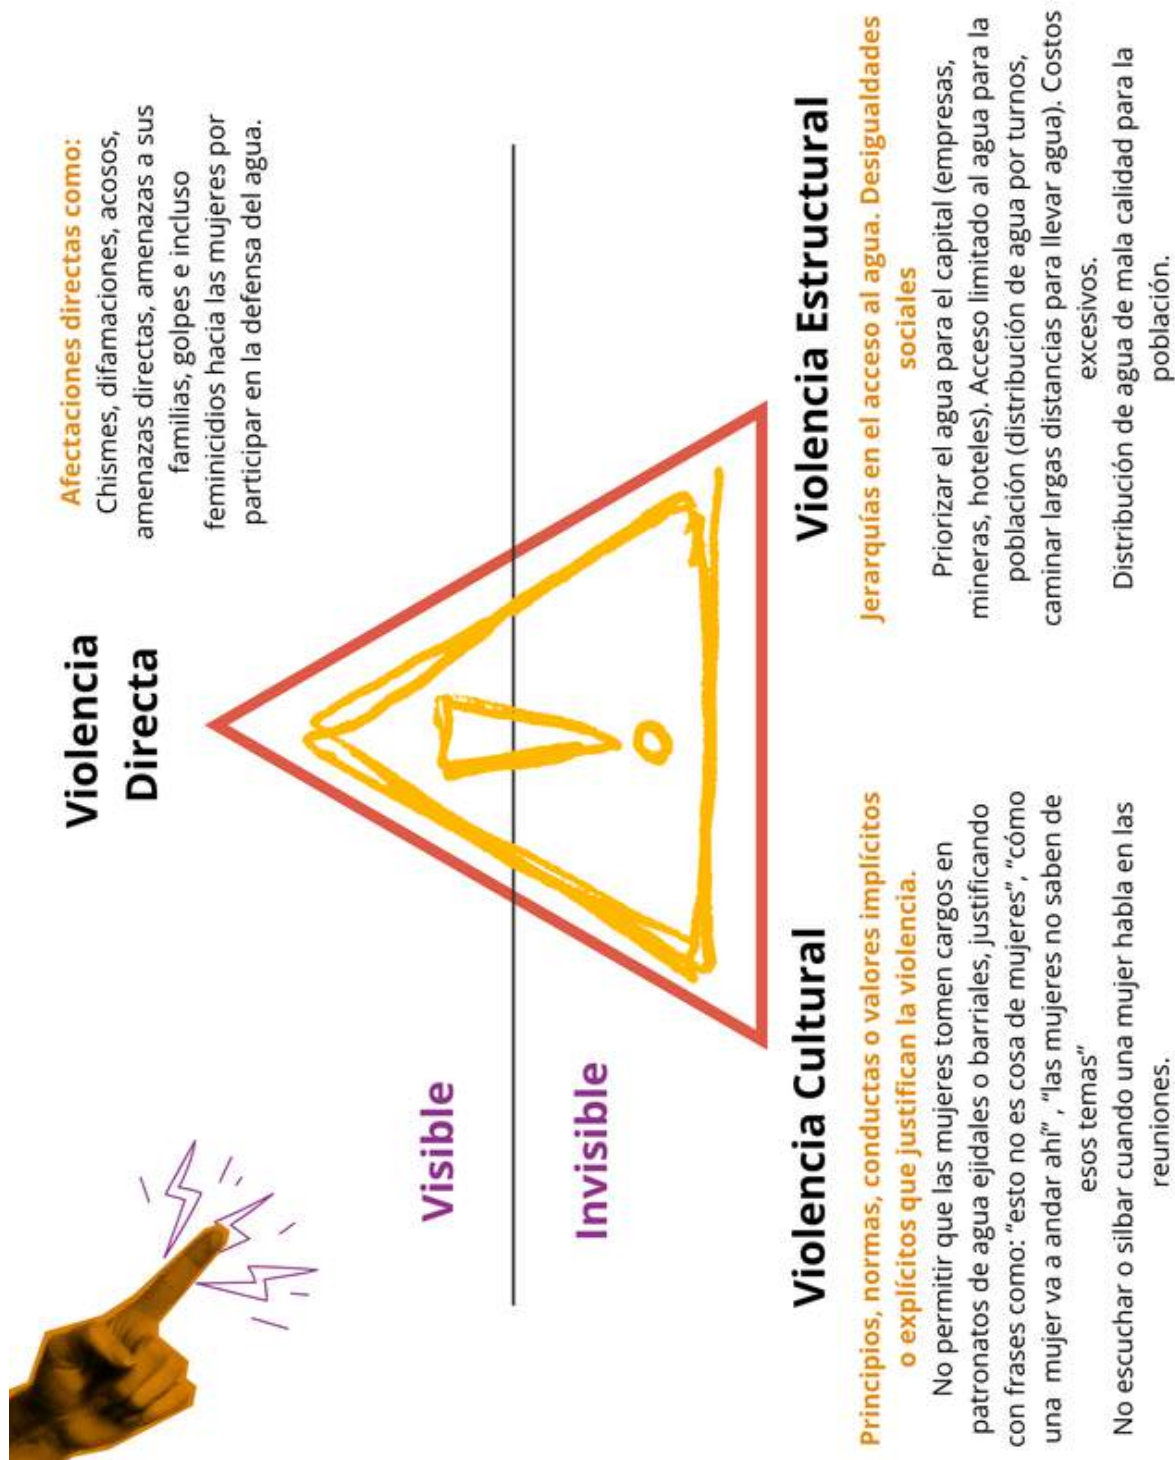 Violencia
Directa
Afectaciones directas como:
Chismes, difamaciones, acosos,
amenazas directas, amenazas a sus
familias, golpes e incluso
feminicidios hacia las mujeres por
participar en la defensa del agua.
Visible
Invisible
Violencia Cultural
Principios, normas, conductas o valores implícitos
o explícitos que justifican la violencia.
No permitir que las mujeres tomen cargos en
patronatos de agua ejidales o barriales, justificando
con frases como: “esto no es cosa de mujeres”, “cómo
una mujer va a andar ahí” , “las mujeres no saben de
esos temas”
No escuchar o silbar cuando una mujer habla en las
reuniones.
Violencia Estructural
Jerarquías en el acceso al agua. Desigualdades
sociales
Priorizar el agua para el capital (empresas,
mineras, hoteles). Acceso limitado al agua para la
población (distribución de agua por turnos,
caminar largas distancias para llevar agua). Costos
excesivos.
Distribución de agua de mala calidad para la
población.